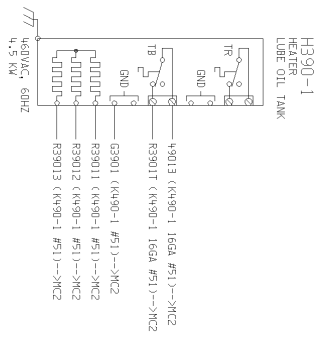 H390-1
HEATER
LUBE OIL TANK
TR
GND
TB
GND
460VAC, 60HZ
4.5 KW
49013 (K490-1 16GA #51)-->MC2
R3901T (K490-1 16GA #51)-->MC2
G3901 (K490-1 #51)-->MC2
R39011 (K490-1 #51)-->MC2
R39012 (K490-1 #51)-->MC2
R39013 (K490-1 #51)-->MC2